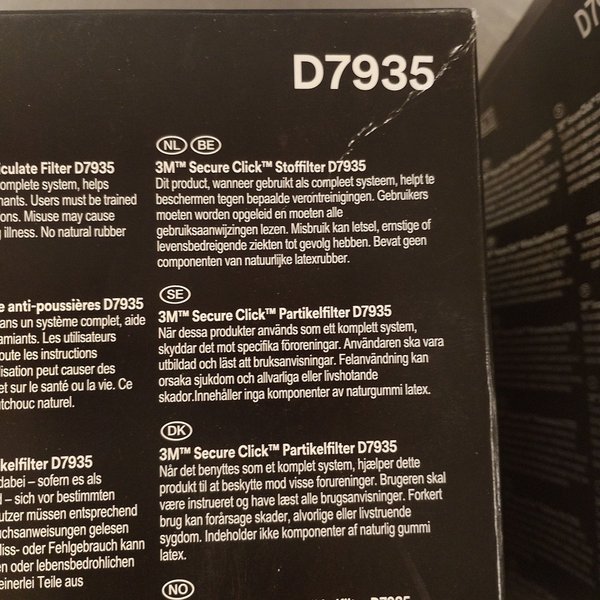 D7935
iculate Filter D7935
omplete system, helps
nants. Users must be trained
ons. Misuse may cause
g illness. No natural rubber
e anti-poussières D7935
ans un système complet, aide
amiants. Les utilisateurs
oute les instructions
lisation peut causer des
et sur le santé ou la vie. Ce
tchouc naturel.
kelfilter D7935
dabei – sofern es als
d – sich vor bestimmten
utzer müssen entsprechend
chsanweisungen gelesen
liss- oder Fehlgebrauch kann
n oder lebensbedrohlichen
einerlei Teile aus
NL BE
3M™ Secure Click™ Stoffilter D7935
Dit product, wanneer gebruikt als compleet systeem, helpt te
beschermen tegen bepaalde verontreinigingen. Gebruikers
moeten worden opgeleid en moeten alle
gebruiksaanwijzingen lezen. Misbruik kan letsel, ernstige of
levensbedreigende ziekten tot gevolg hebben. Bevat geen
componenten van natuurlijke latexrubber.
SE
3M™ Secure Click™ Partikelfilter D7935
När dessa produkter används som ett komplett system,
skyddar det mot specifika föroreningar. Användaren ska vara
utbildad och läst att bruksanvisningar. Felanvändning kan
orsaka sjukdom och allvarliga eller livshotande
skador.Innehåller inga komponenter av naturgummi latex.
DK
3M™ Secure Click™ Partikelfilter D7935
Når det benyttes som et komplet system, hjælper dette
produkt til at beskytte mod visse forureninger. Brugeren skal
være instrueret og have læst alle brugsanvisninger. Forkert
brug kan forårsage skader, alvorlige eller livstruende
sygdom. Indeholder ikke komponenter af naturlig gummi
latex.
NO